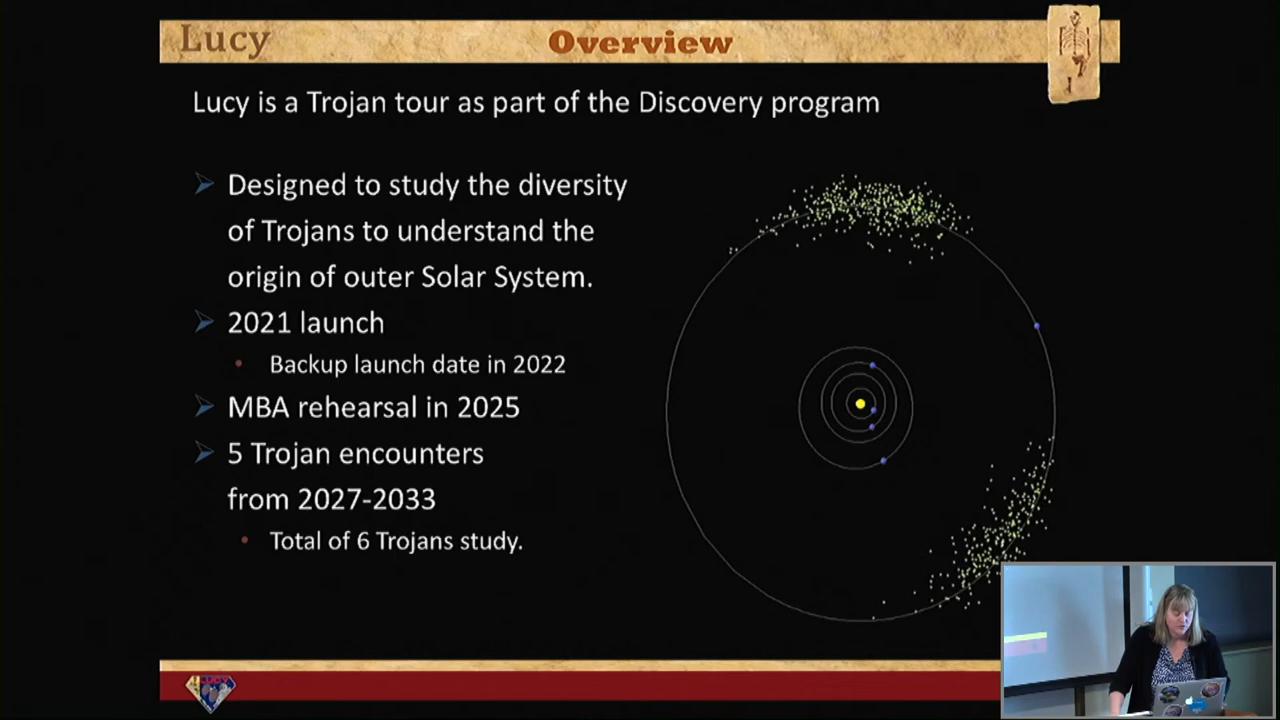 Lucy
Overview
Lucy is a Trojan tour as part of the Discovery program
Designed to study the diversity
of Trojans to understand the
origin of outer Solar System.
2021 launch
Backup launch date in 2022
MBA rehearsal in 2025
5 Trojan encounters
from 2027-2033
Total of 6 Trojans study.
LUCY